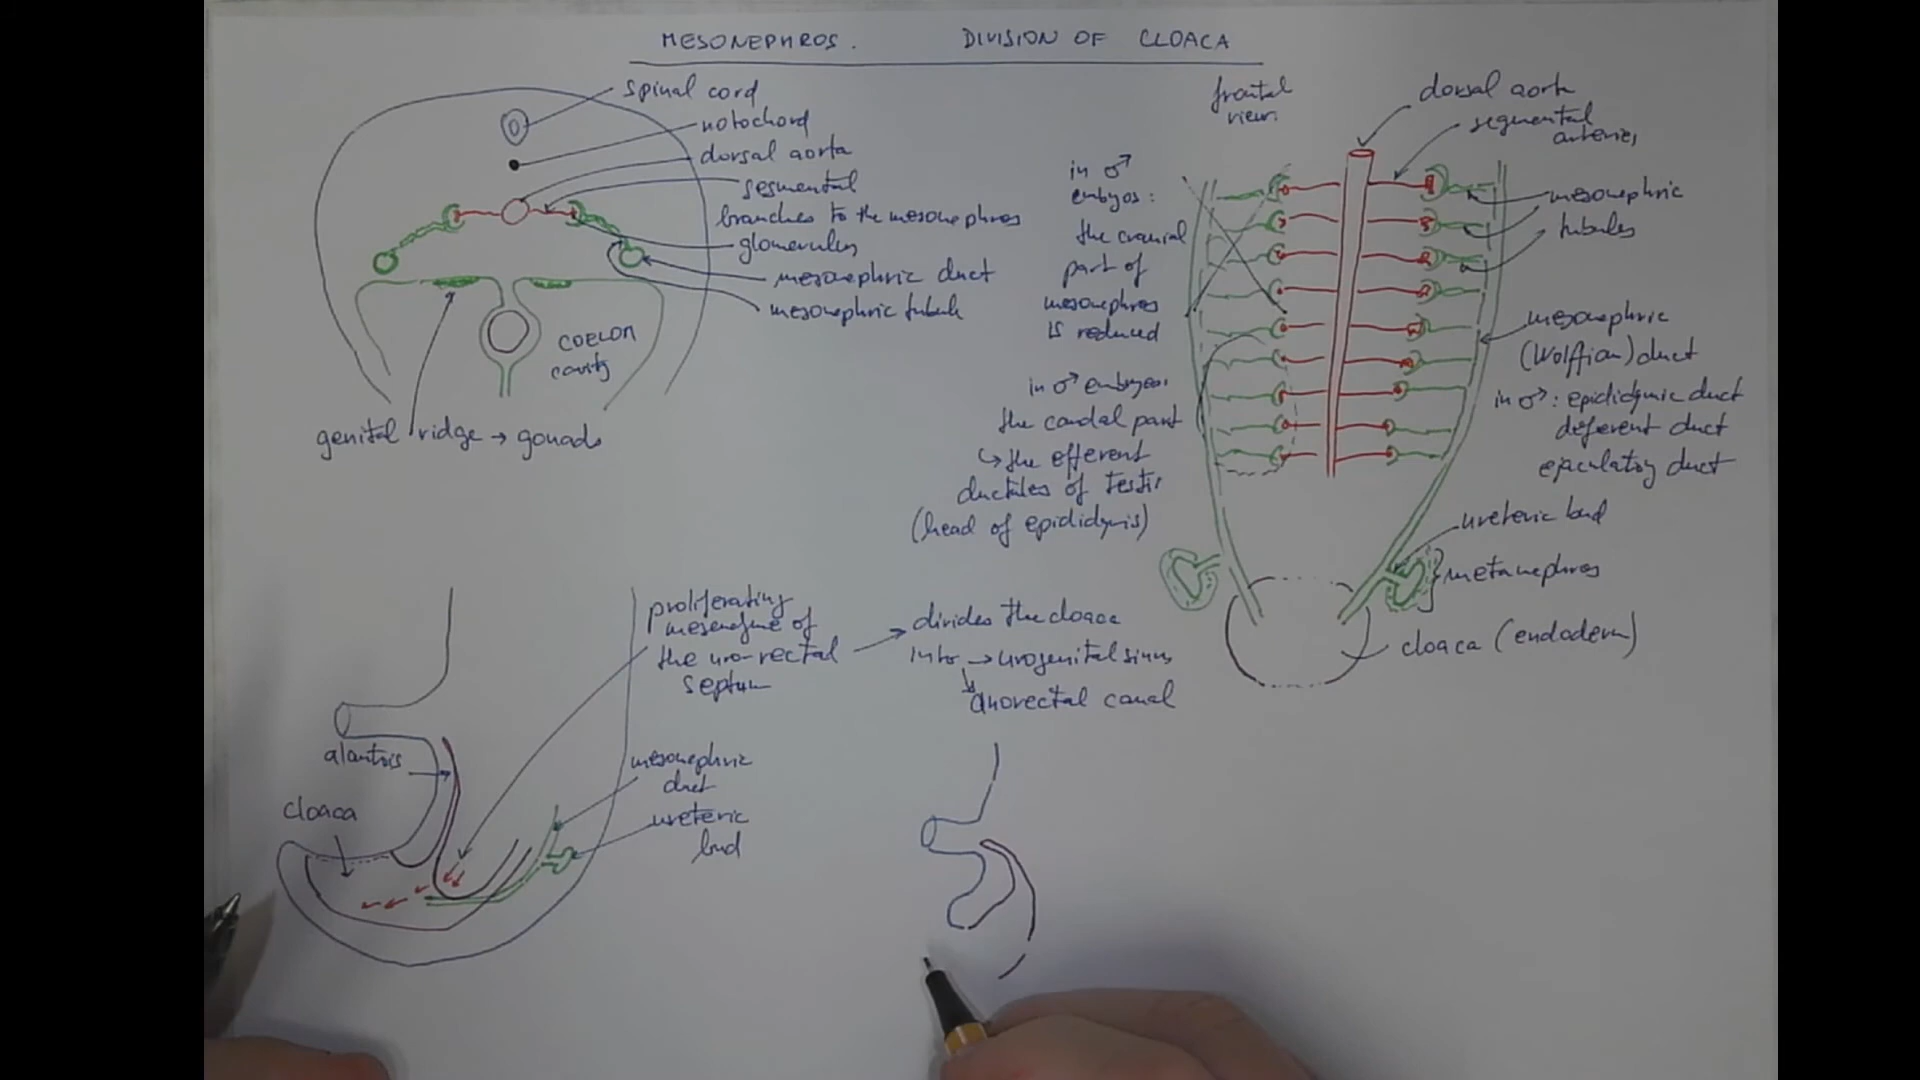 MESONEPHROS. DIVISION OF CLOACA
spinal cord
notochord
dorsal aorta
segmental
branches to the mesonephros
glomerulus
mesonephric duct
mesonephric tubule
COELOM
cavity
genital ridge → gonads
frontal
view.
dorsal aorta
segmental
arteries
mesonephric
tubules
in ♂
embyos:
the cranial
part of
mesonephros
is reduced
in ♂ embryos.
the caudal part
↳ the efferent
ductules of testis
(head of epididymis)
mesonephric
(Wolffian) duct
in ♂: epididymic duct
deferent duct
ejaculatory duct
ureteric bud
metanephros
cloaca (endoderm)
proliferating
mesenchyme of
the uro-rectal
septum
divides the cloaca
into → urogenital sinus
↘ anorectal canal
alantois
cloaca
mesonephric
duct
ureteric
bud